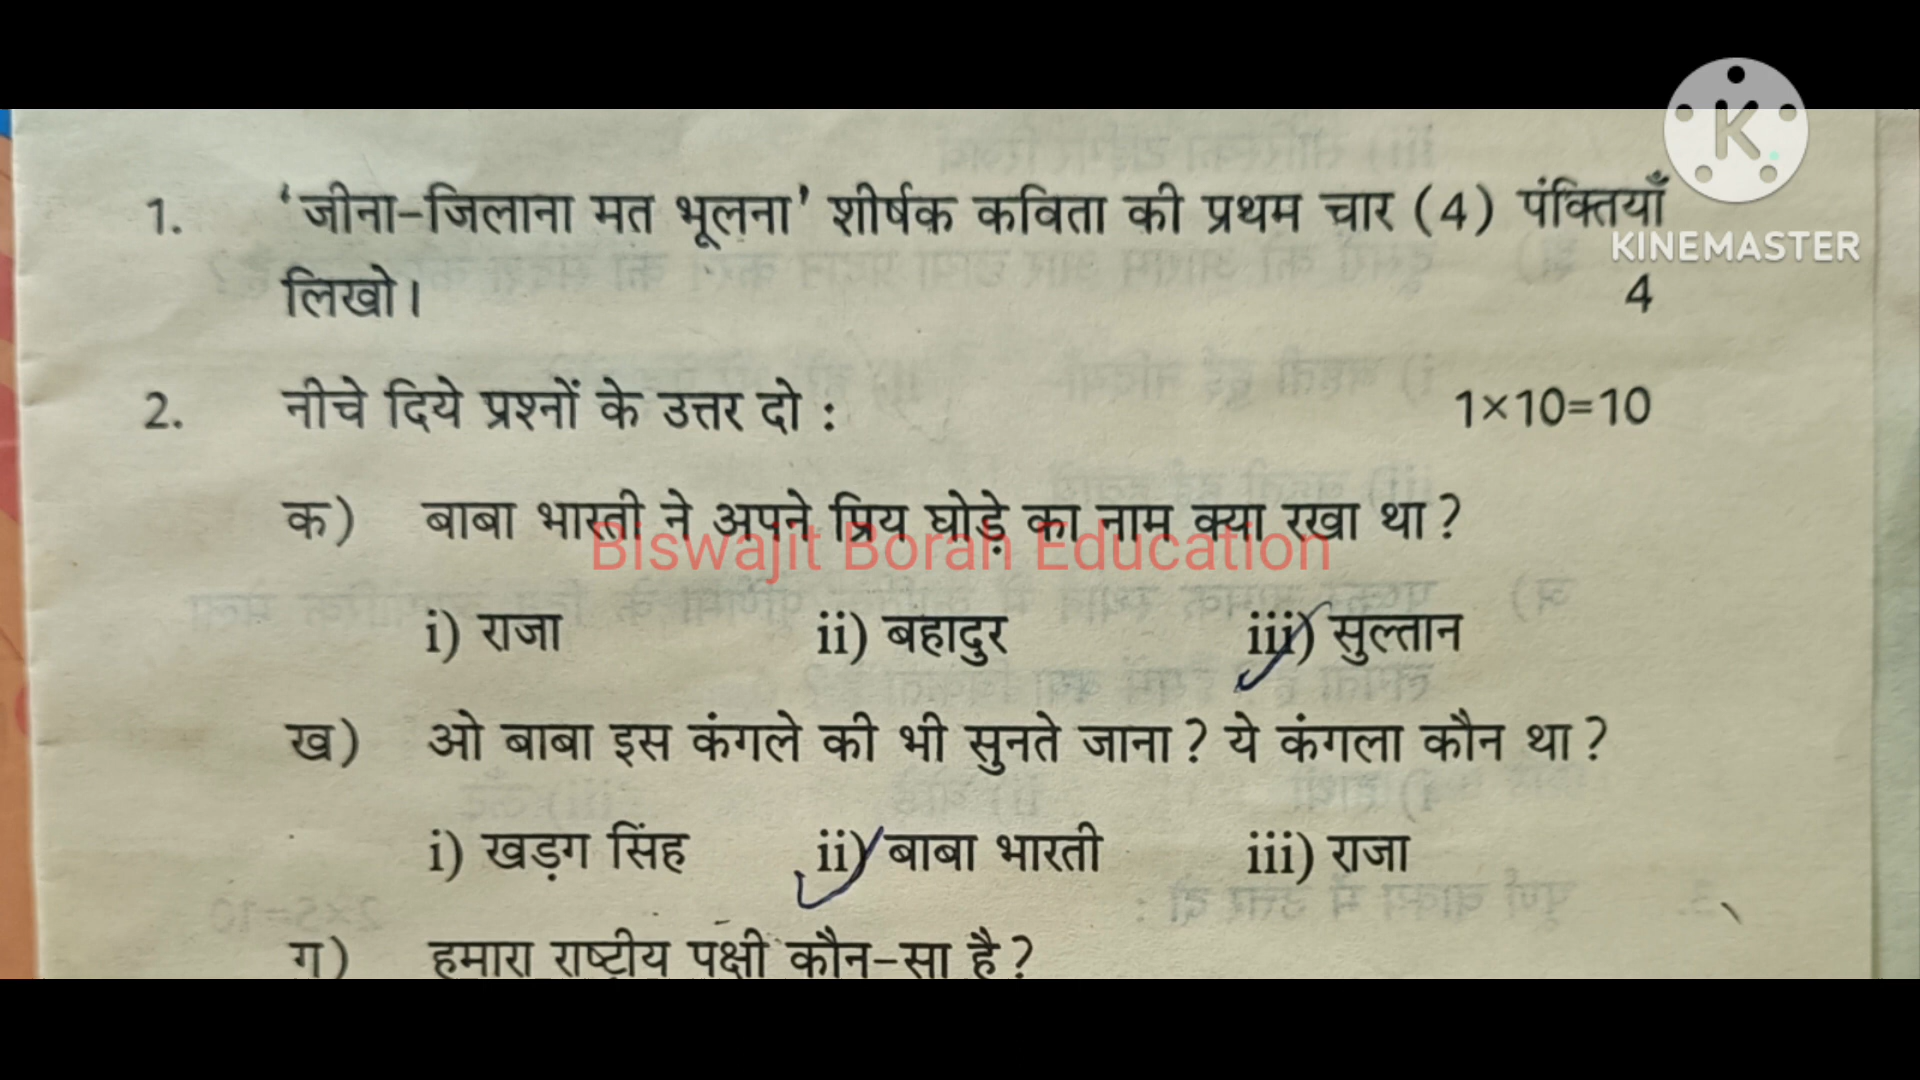 KINEMASTER
1. 'जीना-जिलाना मत भूलना' शीर्षक कविता की प्रथम चार (4) पंक्तियाँ
लिखो। 4
2. नीचे दिये प्रश्नों के उत्तर दो : 1×10=10
क) बाबा भारती ने अपने प्रिय घोड़े का नाम क्या रखा था?
Biswajit Borah Education
i) राजा ii) बहादुर iii) सुल्तान
ख) ओ बाबा इस कंगले की भी सुनते जाना? ये कंगला कौन था?
i) खड़ग सिंह ii) बाबा भारती iii) राजा
ग) हमारा राष्ट्रीय पक्षी कौन-सा है?